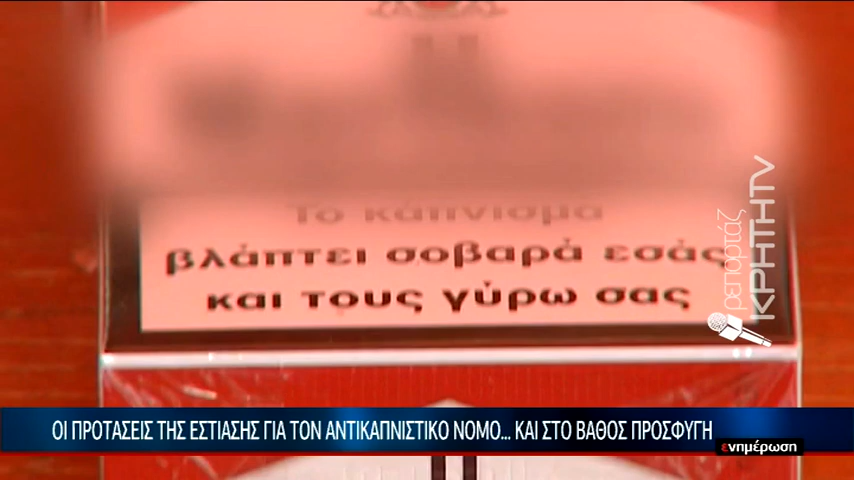 Το κάπνισμα
βλάπτει σοβαρά εσάς
και τους γύρω σας
ρεπορτάζ
ΚΡΗΤΗTV
ΟΙ ΠΡΟΤΑΣΕΙΣ ΤΗΣ ΕΣΤΙΑΣΗΣ ΓΙΑ ΤΟΝ ΑΝΤΙΚΑΠΝΙΣΤΙΚΟ ΝΟΜΟ... ΚΑΙ ΣΤΟ ΒΑΘΟΣ ΠΡΟΣΦΥΓΗ
ενημέρωση